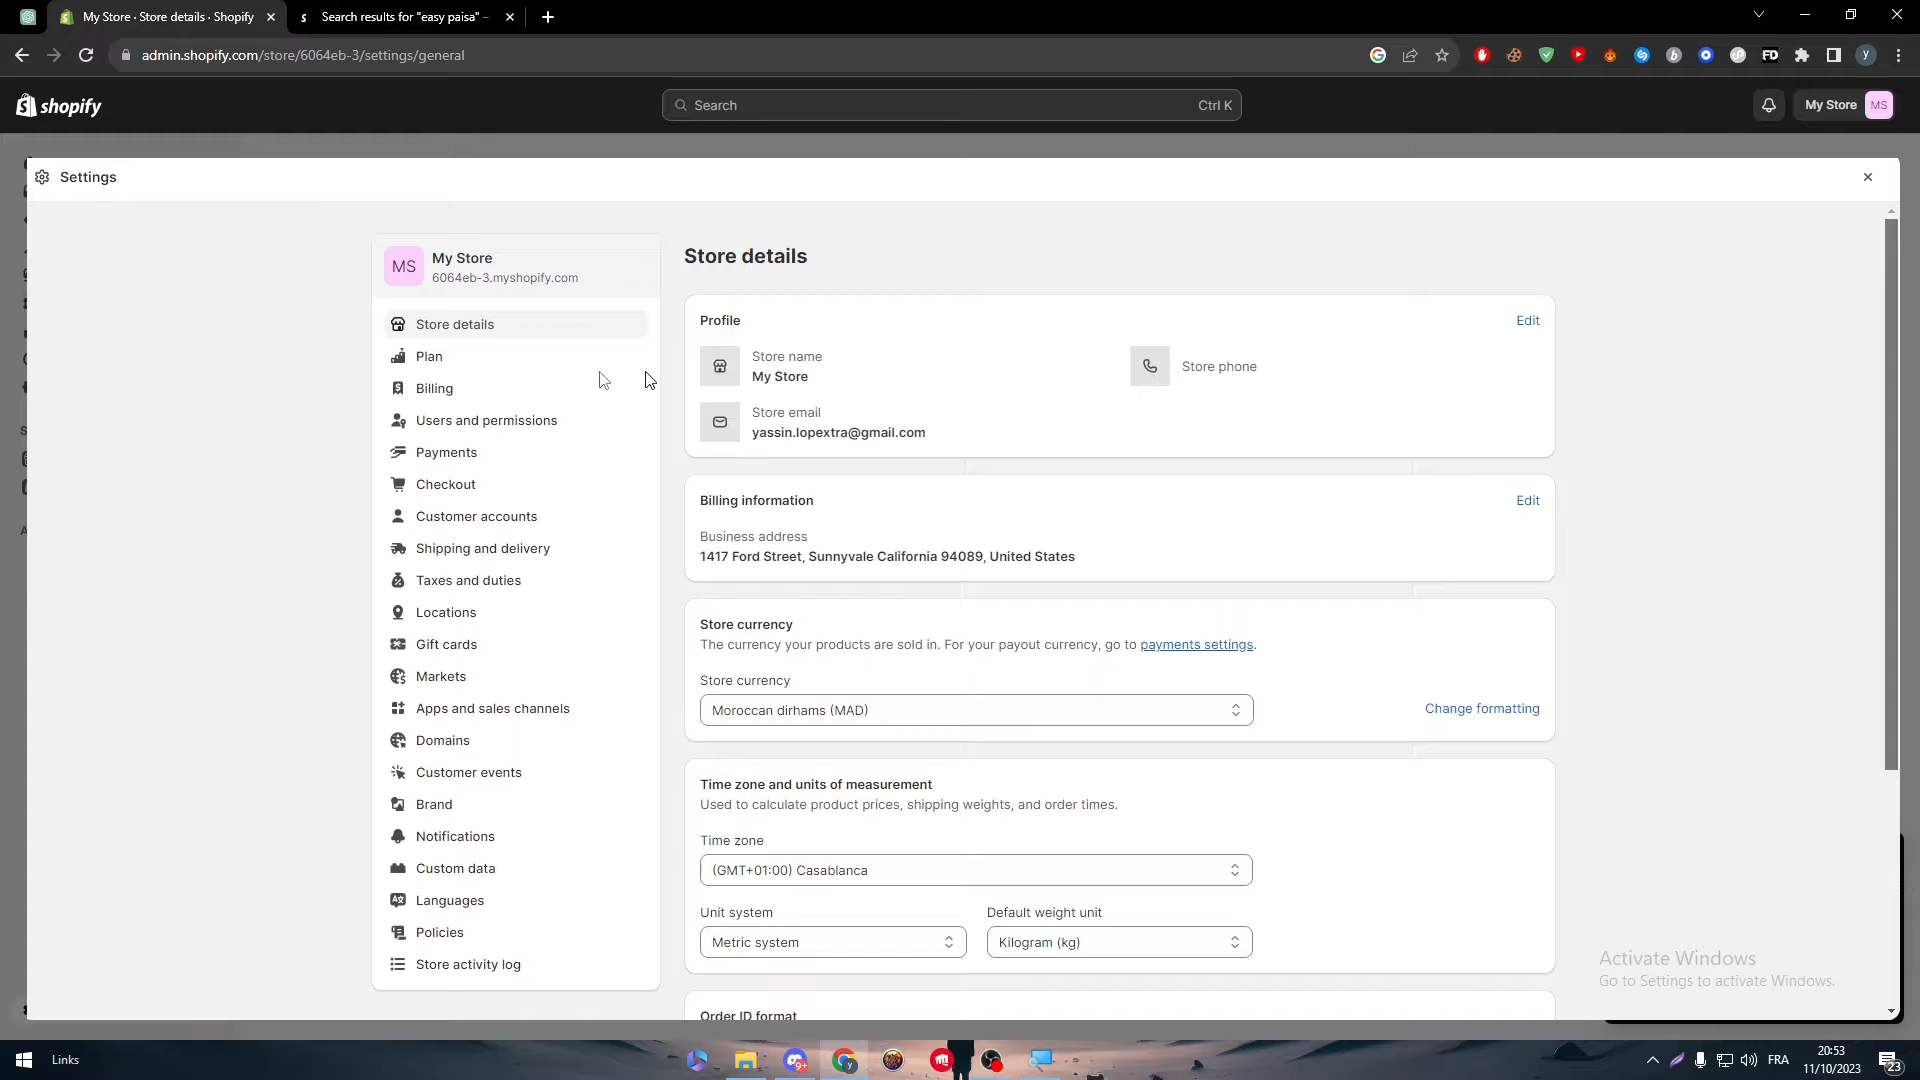 My Store · Store details · Shopify
Search results for "easy paisa" –
admin.shopify.com/store/6064eb-3/settings/general
shopify
Search
Ctrl K
My Store
MS
Settings
MS
My Store
6064eb-3.myshopify.com
Store details
Plan
Billing
Users and permissions
Payments
Checkout
Customer accounts
Shipping and delivery
Taxes and duties
Locations
Gift cards
Markets
Apps and sales channels
Domains
Customer events
Brand
Notifications
Custom data
Languages
Policies
Store activity log
Store details
Profile
Edit
Store name
My Store
Store phone
Store email
yassin.lopextra@gmail.com
Billing information
Edit
Business address
1417 Ford Street, Sunnyvale California 94089, United States
Store currency
The currency your products are sold in. For your payout currency, go to payments settings.
Store currency
Moroccan dirhams (MAD)
Change formatting
Time zone and units of measurement
Used to calculate product prices, shipping weights, and order times.
Time zone
(GMT+01:00) Casablanca
Unit system
Default weight unit
Metric system
Kilogram (kg)
Order ID format
Activate Windows
Go to Settings to activate Windows.
Links
9+
FRA
20:53
11/10/2023
23